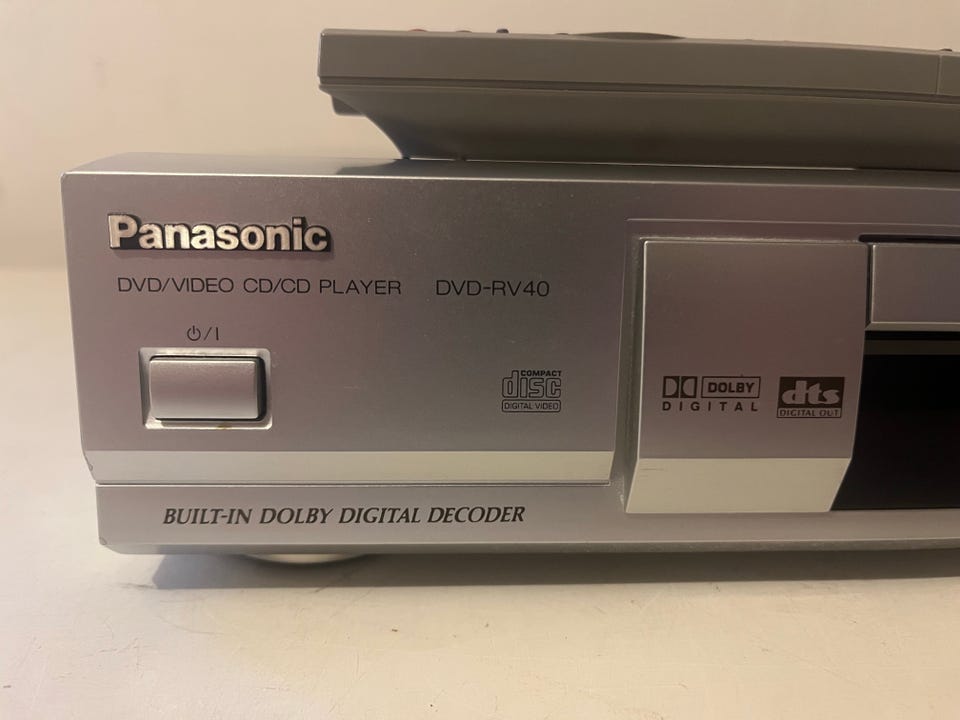 Panasonic
DVD/VIDEO CD/CD PLAYER DVD-RV40
⏻/I
COMPACT
disc
DIGITAL VIDEO
DOLBY
DIGITAL
dts
DIGITAL OUT
BUILT-IN DOLBY DIGITAL DECODER